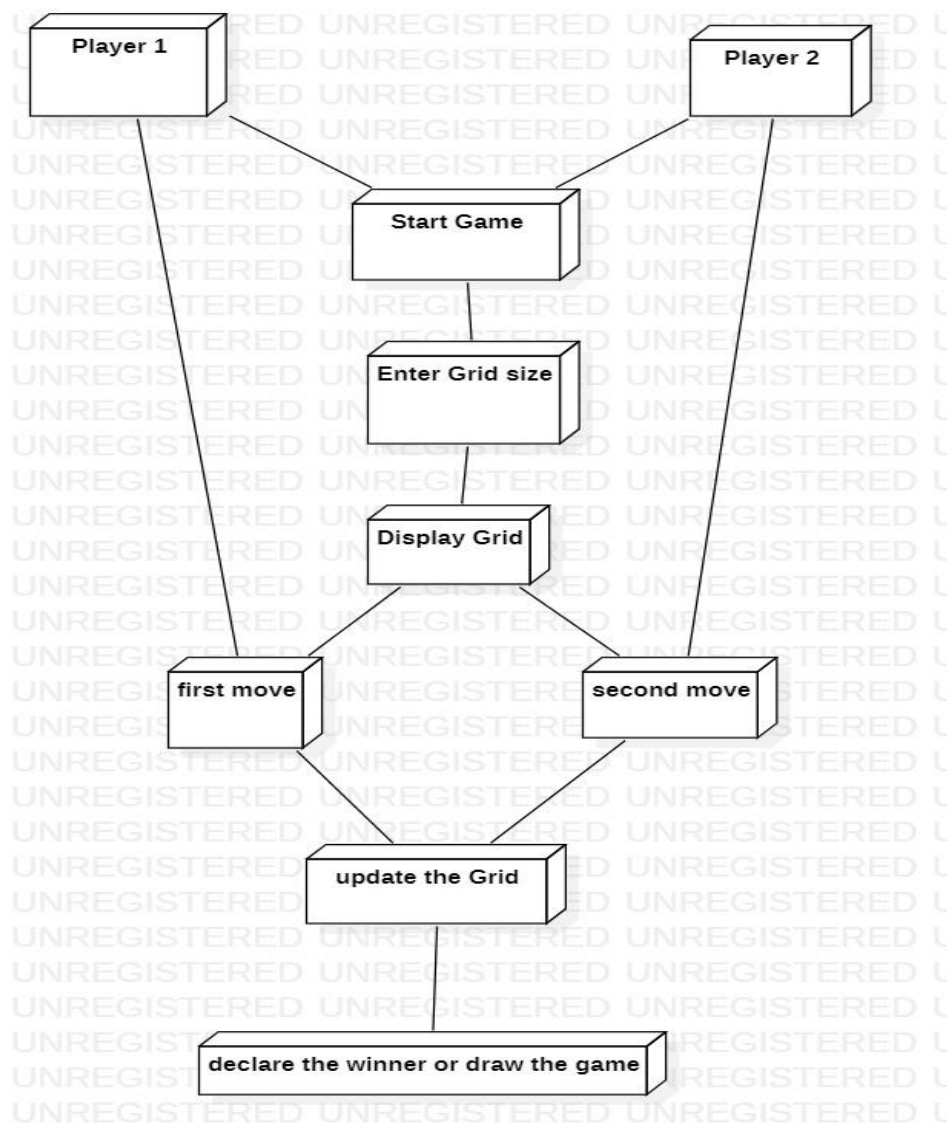 Player 1
Player 2
Start Game
Enter Grid size
Display Grid
first move
second move
update the Grid
declare the winner or draw the game
UNREGISTERED